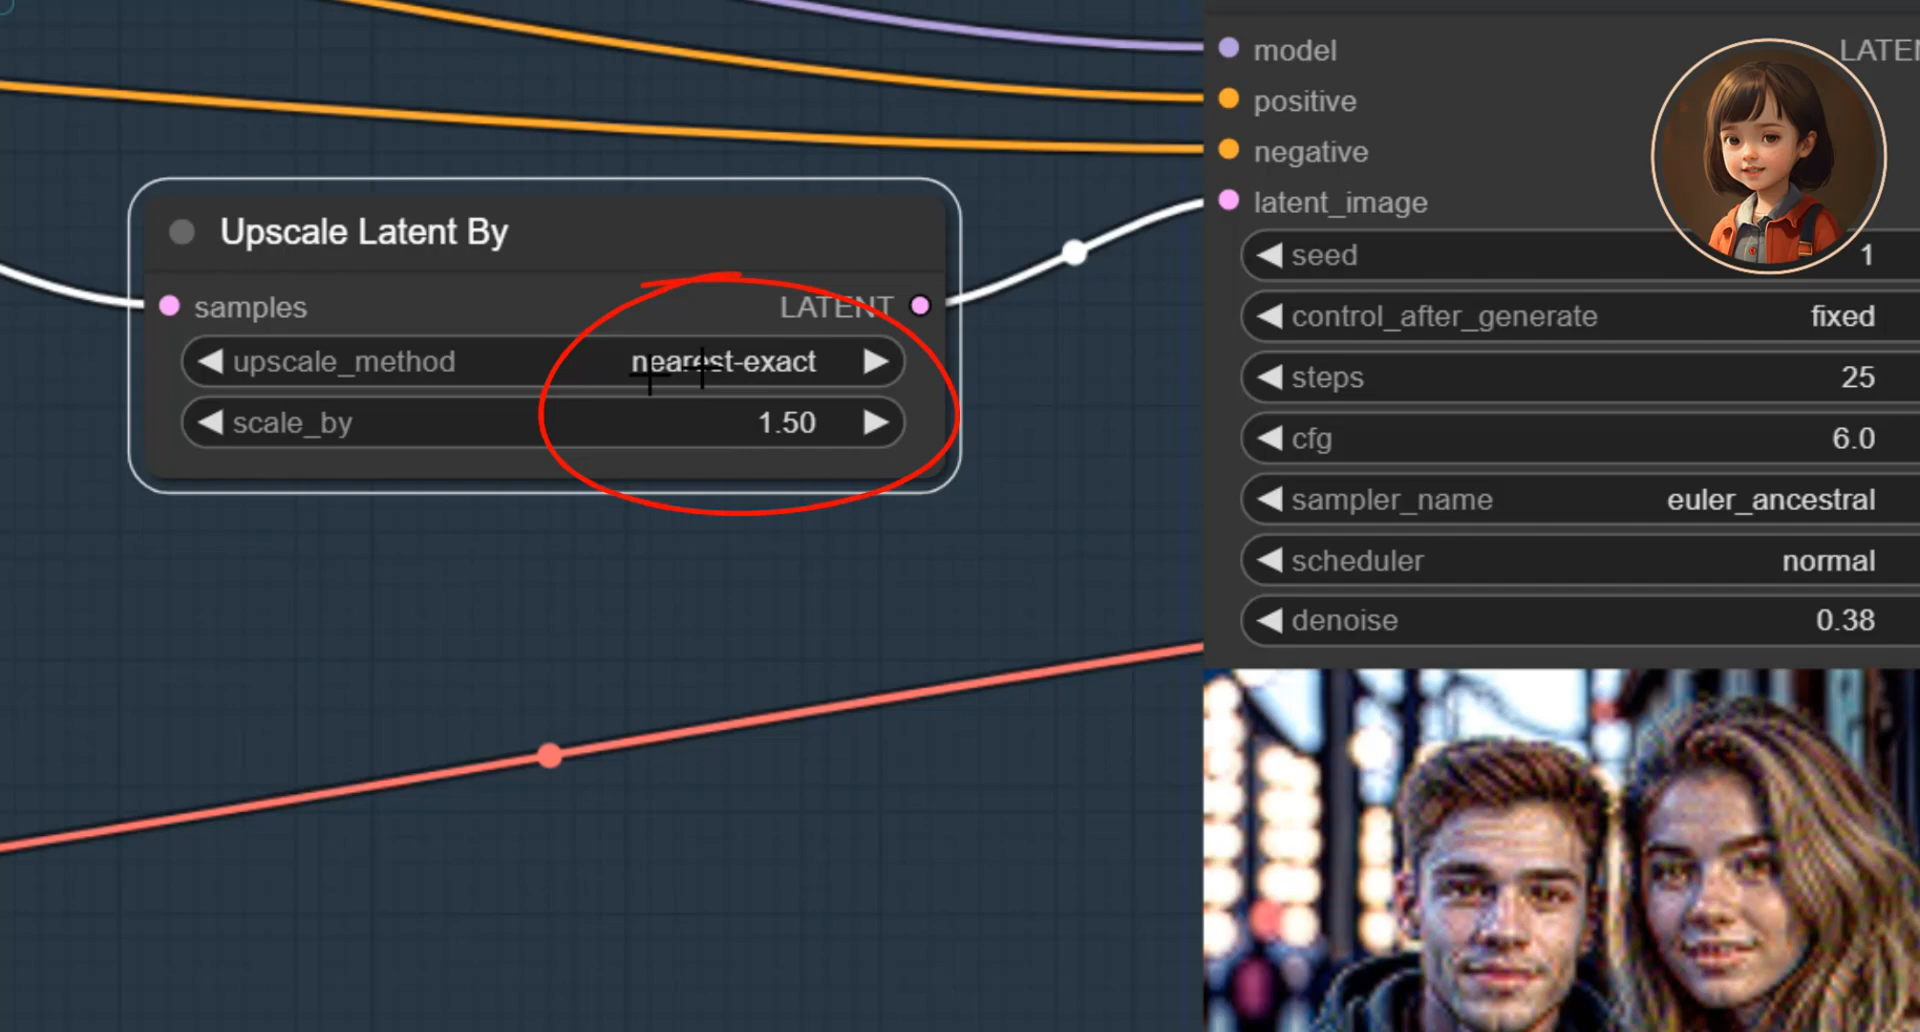 Upscale Latent By
samples LATENT
upscale_method nearest-exact
scale_by 1.50
model
positive
negative
latent_image
seed 1
control_after_generate fixed
steps 25
cfg 6.0
sampler_name euler_ancestral
scheduler normal
denoise 0.38